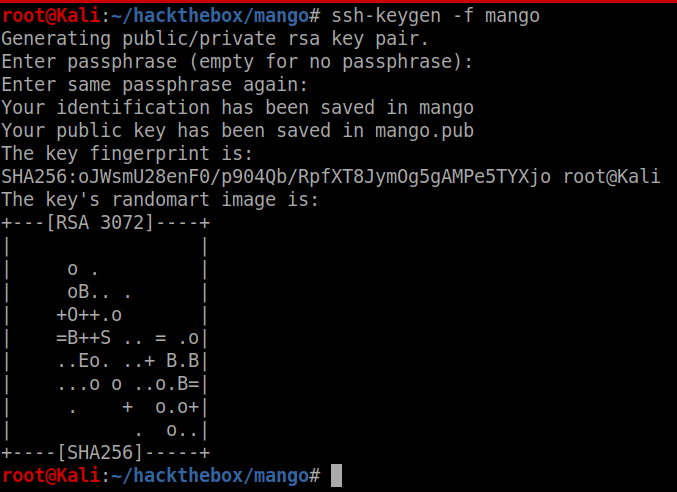 root@Kali:~/hackthebox/mango# ssh-keygen -f mango
Generating public/private rsa key pair.
Enter passphrase (empty for no passphrase):
Enter same passphrase again:
Your identification has been saved in mango
Your public key has been saved in mango.pub
The key fingerprint is:
SHA256:oJWsmU28enF0/p904Qb/RpfXT8JymOg5gAMPe5TYXjo root@Kali
The key's randomart image is:
+---[RSA 3072]----+
|                 |
|     o .         |
|     oB.. .      |
|    +O++.o       |
|    =B++S .. = .o|
|    ..Eo. ..+ B.B|
|    ...o o ..o.B=|
|     .    +  o.o+|
|           .  o..|
+----[SHA256]-----+
root@Kali:~/hackthebox/mango#